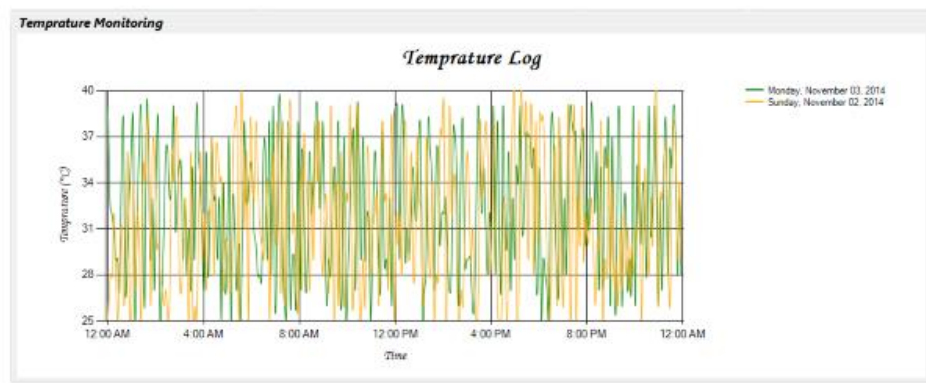 Temprature Monitoring
Temprature Log
Monday, November 03, 2014
Sunday, November 02, 2014
40
37
34
31
28
25
Temprature (°C)
12:00 AM 4:00 AM 8:00 AM 12:00 PM 4:00 PM 8:00 PM 12:00 AM
Time